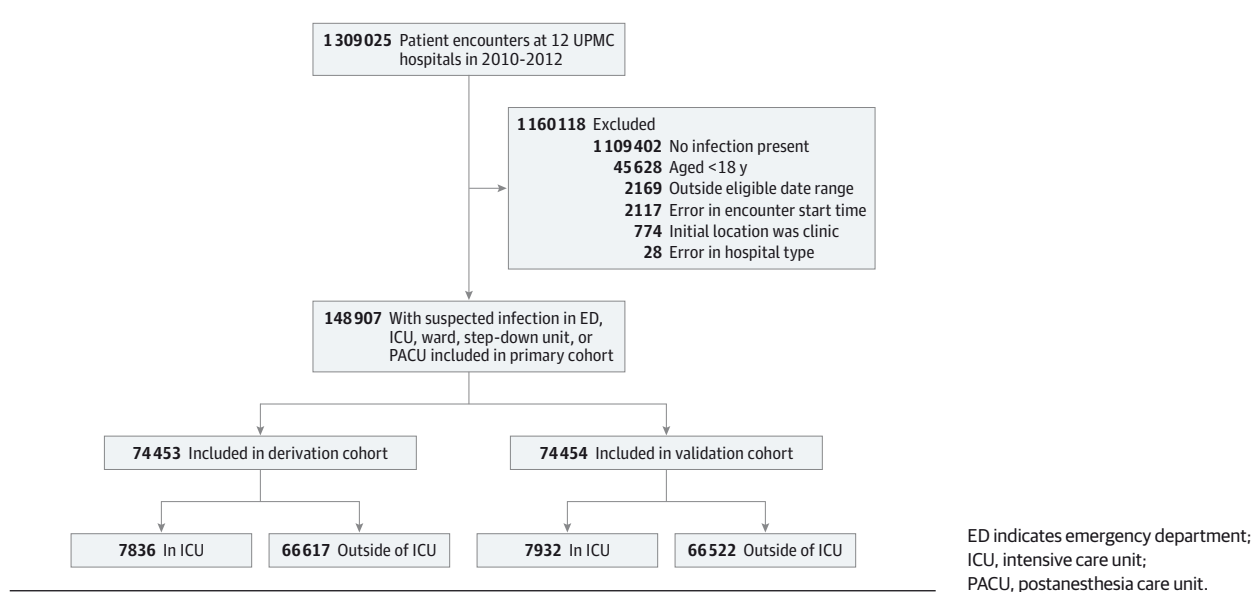 1309025 Patient encounters at 12 UPMC
hospitals in 2010-2012
1160118 Excluded
1109402 No infection present
45628 Aged <18 y
2169 Outside eligible date range
2117 Error in encounter start time
774 Initial location was clinic
28 Error in hospital type
148907 With suspected infection in ED,
ICU, ward, step-down unit, or
PACU included in primary cohort
74453 Included in derivation cohort
74454 Included in validation cohort
7836 In ICU
66617 Outside of ICU
7932 In ICU
66522 Outside of ICU
ED indicates emergency department;
ICU, intensive care unit;
PACU, postanesthesia care unit.